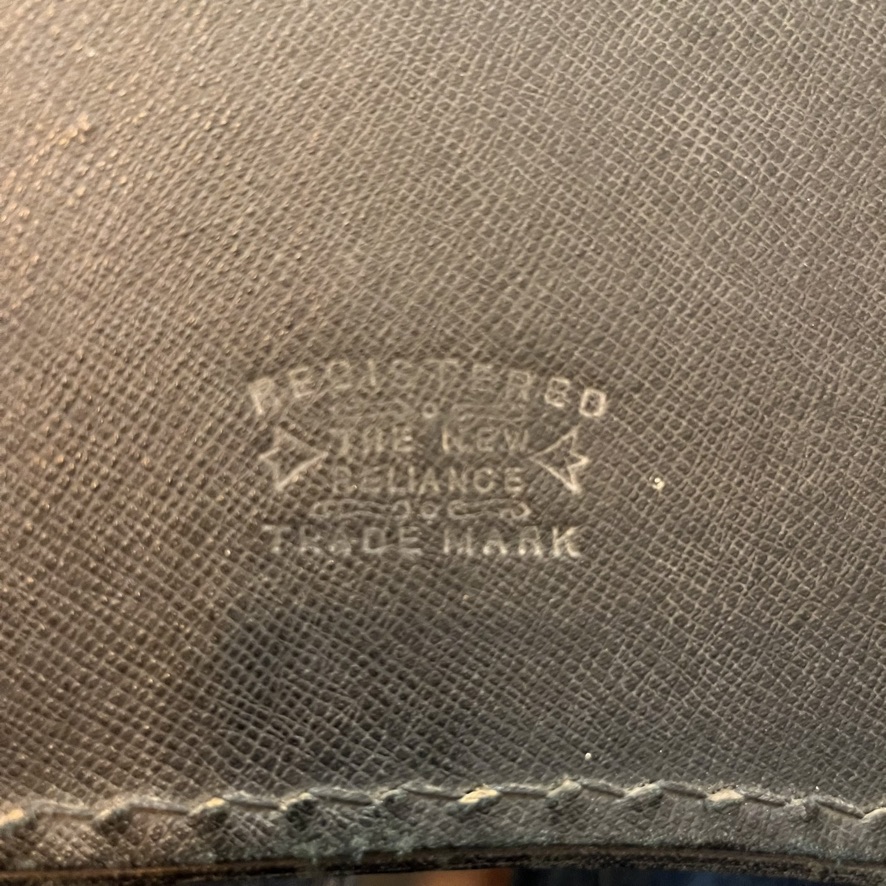 REGISTERED
THE NEW
RELIANCE
TRADE MARK